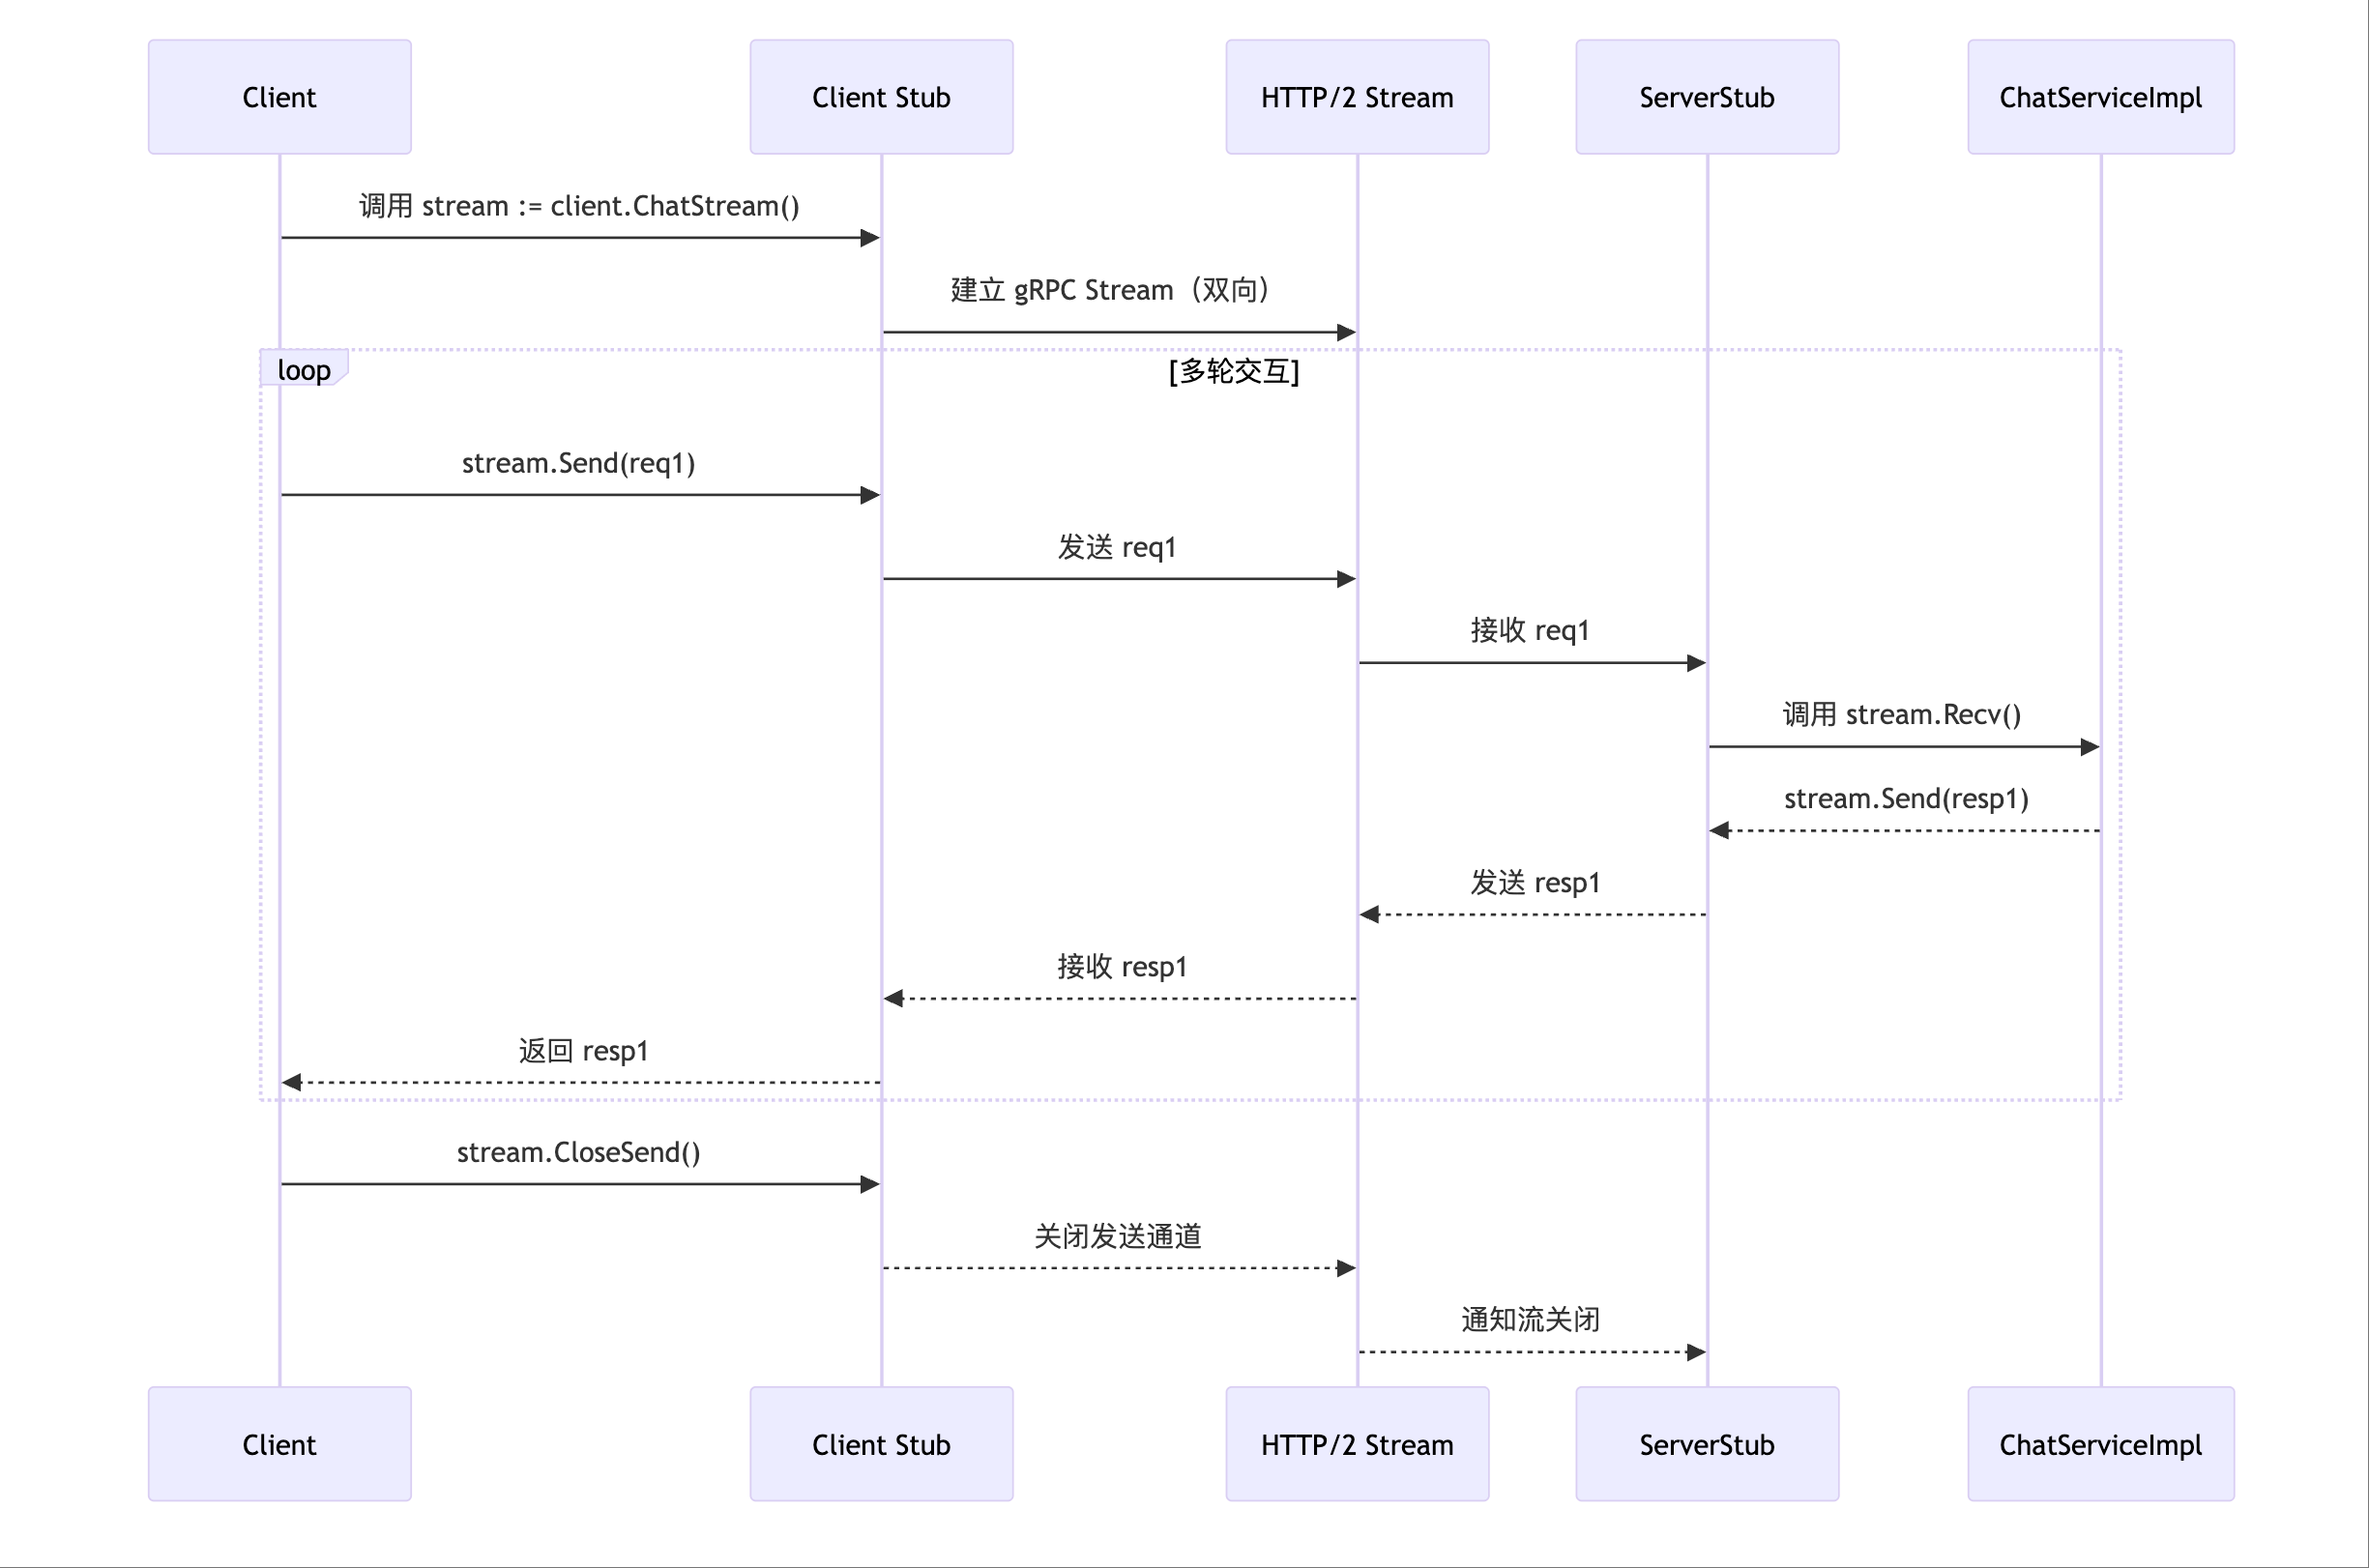 Client
Client Stub
HTTP/2 Stream
ServerStub
ChatServiceImpl
调用 stream := client.ChatStream()
建立 gRPC Stream（双向）
loop
[多轮交互]
stream.Send(req1)
发送 req1
接收 req1
调用 stream.Recv()
stream.Send(resp1)
发送 resp1
接收 resp1
返回 resp1
stream.CloseSend()
关闭发送通道
通知流关闭
Client
Client Stub
HTTP/2 Stream
ServerStub
ChatServiceImpl